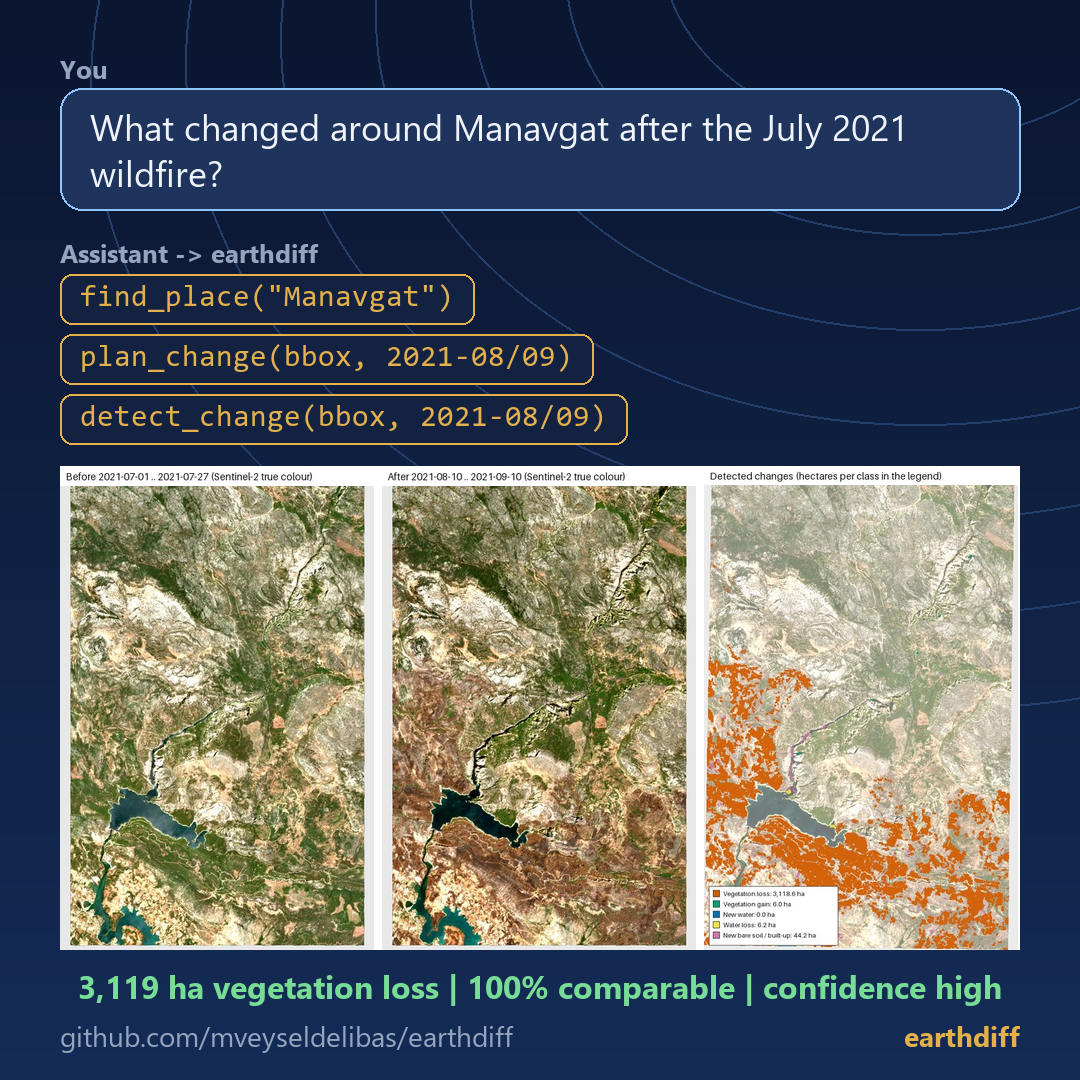 You
What changed around Manavgat after the July 2021
wildfire?
Assistant -> earthdiff
find_place("Manavgat")
plan_change(bbox, 2021-08/09)
detect_change(bbox, 2021-08/09)
Before 2021-07-01 .. 2021-07-27 (Sentinel-2 true colour)
After 2021-08-10 .. 2021-09-10 (Sentinel-2 true colour)
Detected changes (hectares per class in the legend)
Vegetation loss: 3,118.6 ha
Vegetation gain: 6.0 ha
New water: 0.0 ha
Water loss: 6.2 ha
New bare soil / built-up: 44.2 ha
3,119 ha vegetation loss | 100% comparable | confidence high
github.com/mveyseldelibas/earthdiff
earthdiff